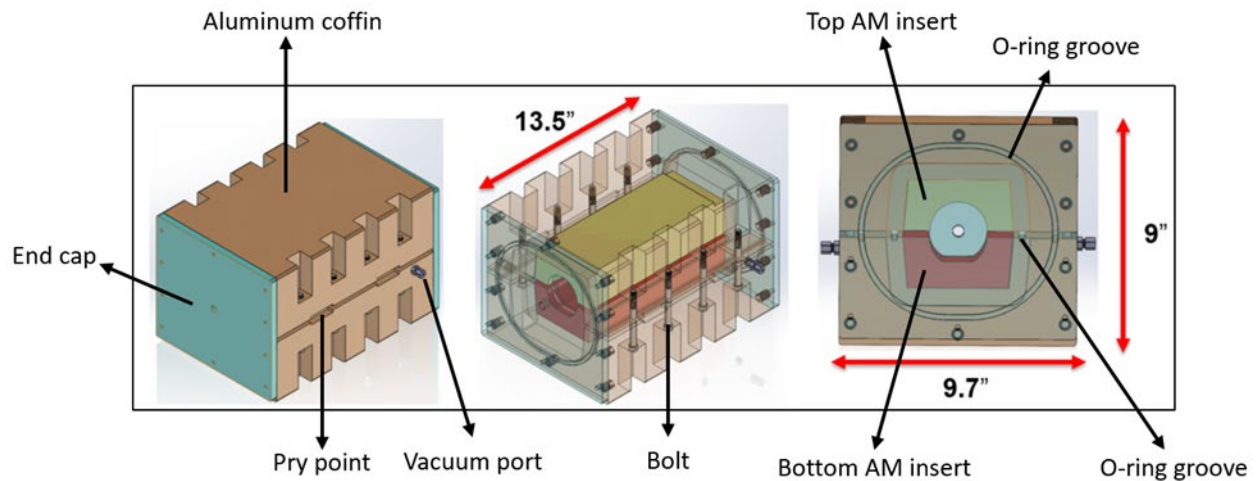 Aluminum coffin
Top AM insert
O-ring groove
13.5”
End cap
9”
9.7”
Pry point
Vacuum port
Bolt
Bottom AM insert
O-ring groove